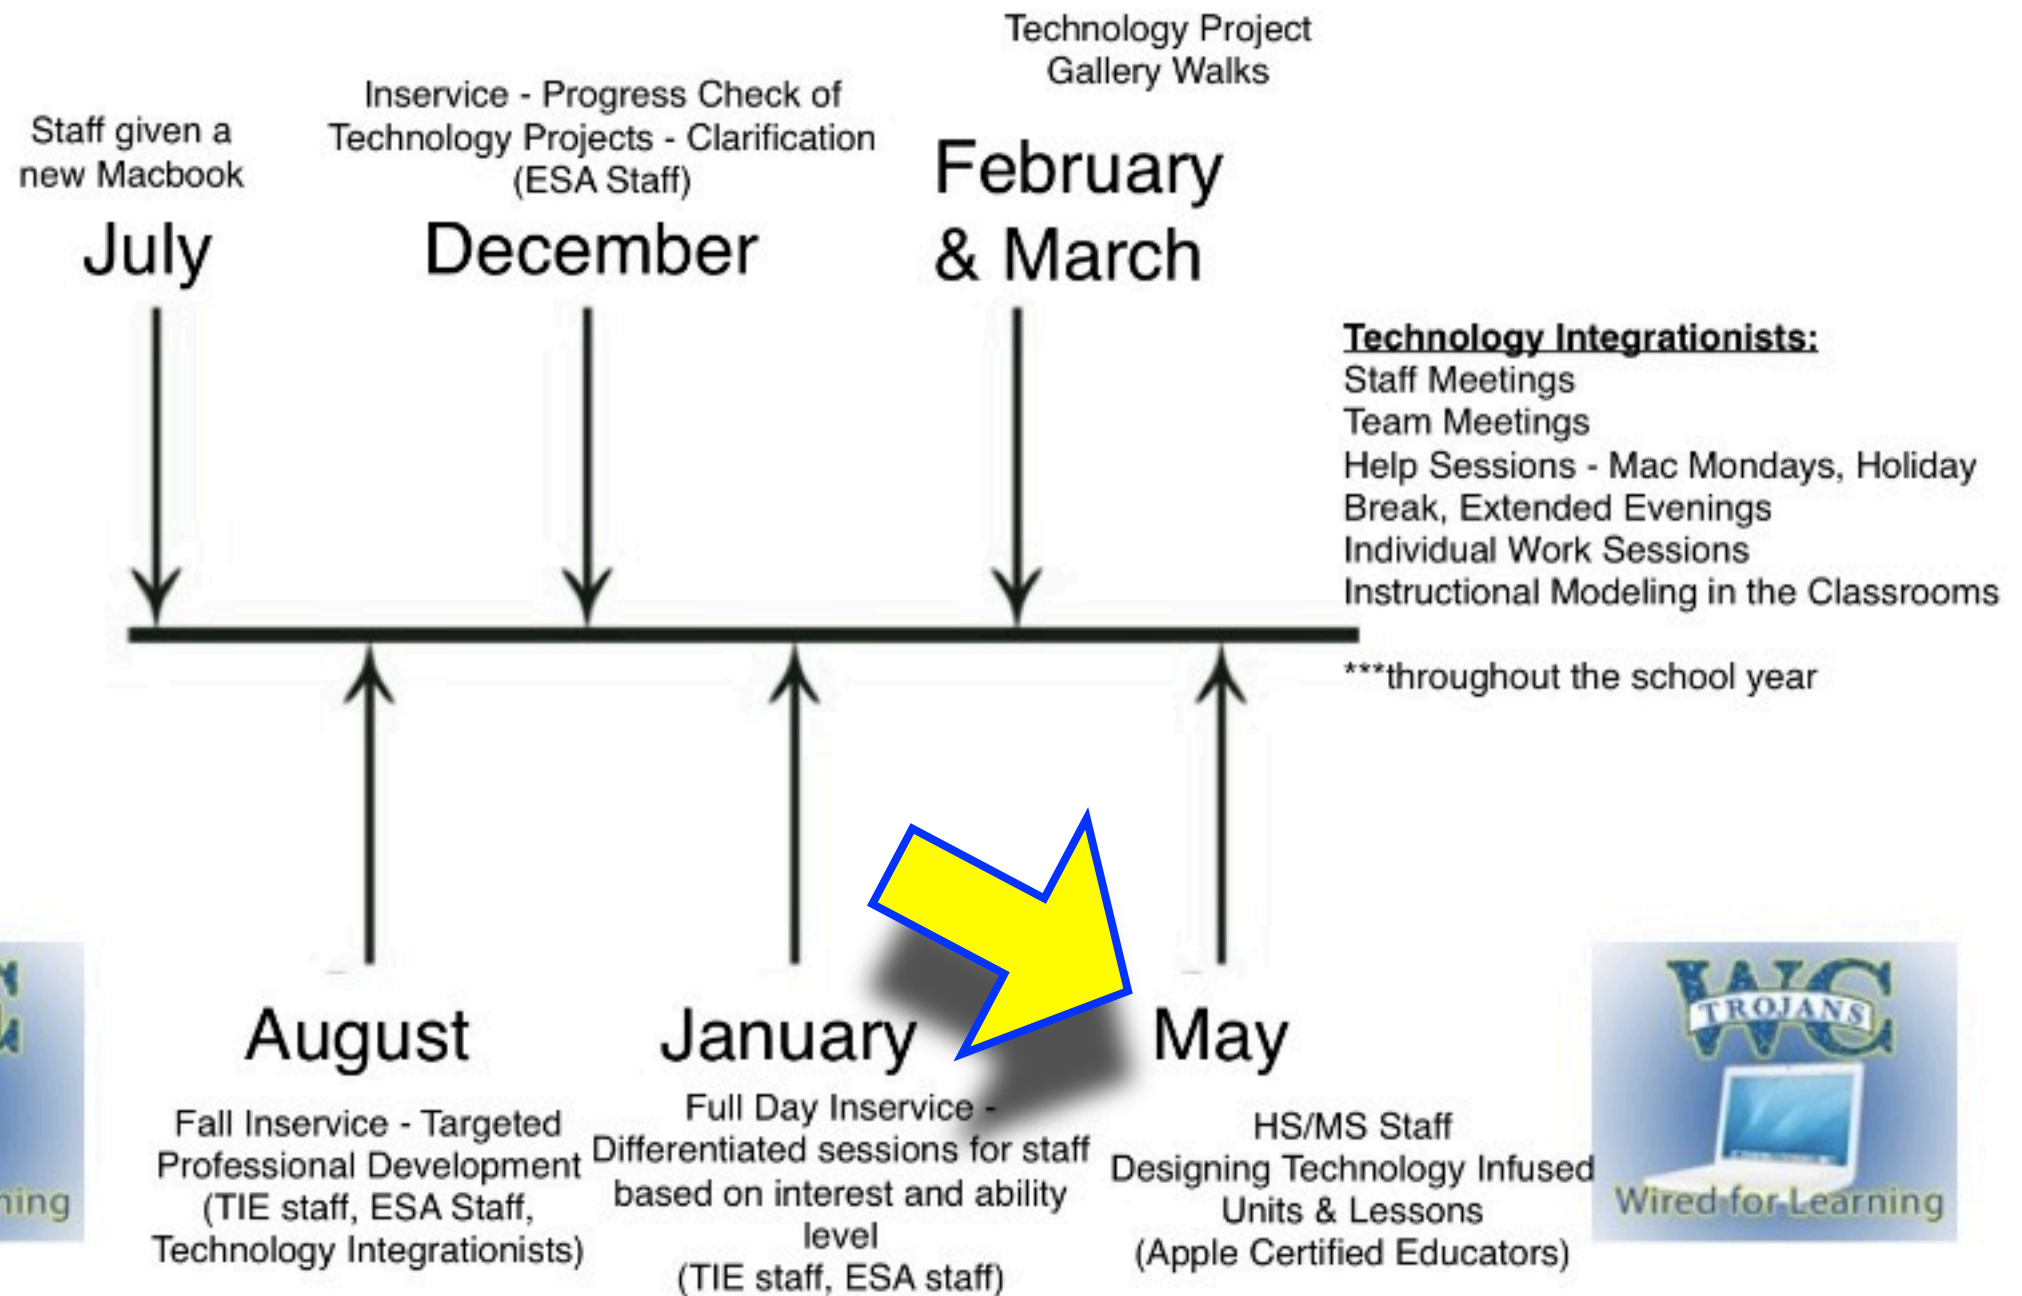 Technology Project
Gallery Walks
Inservice - Progress Check of
Technology Projects - Clarification
(ESA Staff)
Staff given a
new Macbook
February
& March
July
December
Technology Integrationists:
Staff Meetings
Team Meetings
Help Sessions - Mac Mondays, Holiday
Break, Extended Evenings
Individual Work Sessions
Instructional Modeling in the Classrooms
***throughout the school year
August
Fall Inservice - Targeted
Professional Development
(TIE staff, ESA Staff,
Technology Integrationists)
January
Full Day Inservice -
Differentiated sessions for staff
based on interest and ability
level
(TIE staff, ESA staff)
May
HS/MS Staff
Designing Technology Infused
Units & Lessons
(Apple Certified Educators)
WC
TROJANS
Wired for Learning